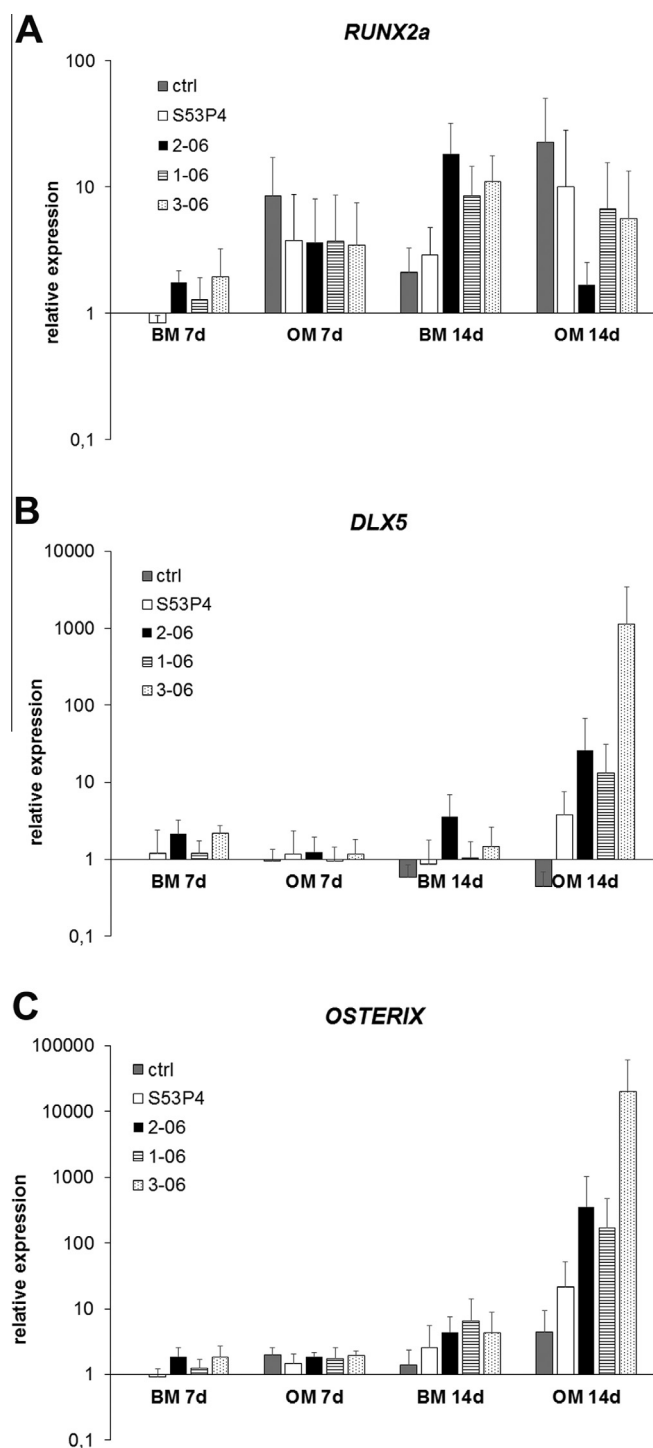 A
RUNX2a
100
10
1
0,1
relative expression
ctrl
S53P4
2-06
1-06
3-06
BM 7d OM 7d BM 14d OM 14d
B
DLX5
10000
1000
100
10
1
0,1
relative expression
ctrl
S53P4
2-06
1-06
3-06
BM 7d OM 7d BM 14d OM 14d
C
OSTERIX
100000
10000
1000
100
10
1
0,1
relative expression
ctrl
S53P4
2-06
1-06
3-06
BM 7d OM 7d BM 14d OM 14d